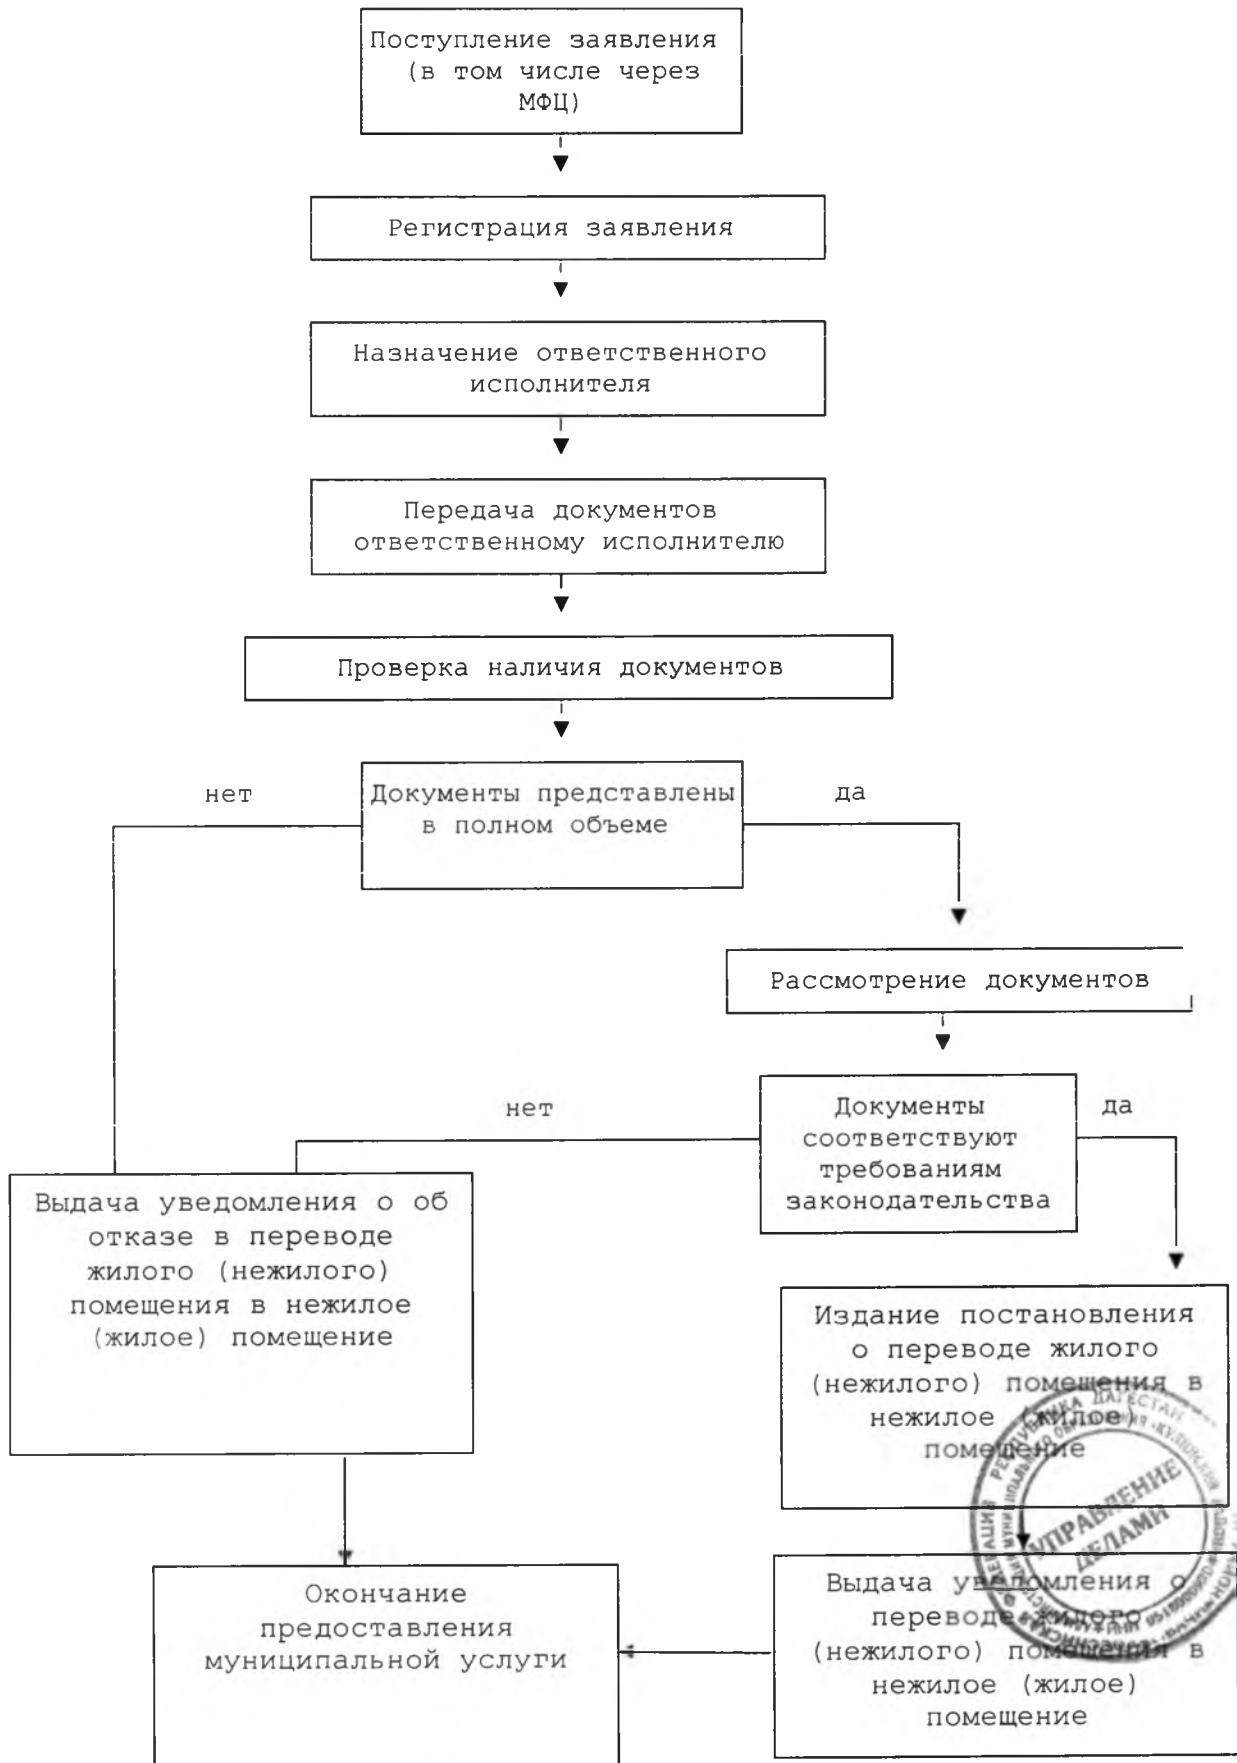 Поступление заявления
(в том числе через
МФЦ)
Регистрация заявления
Назначение ответственного
исполнителя
Передача документов
ответственному исполнителю
Проверка наличия документов
нет
Документы представлены
в полном объеме
да
Рассмотрение документов
нет
Документы
соответствуют
требованиям
законодательства
да
Выдача уведомления о об
отказе в переводе
жилого (нежилого)
помещения в нежилое
(жилое) помещение
Издание постановления
о переводе жилого
(нежилого) помещения в
нежилое (жилое)
помещение
РЕСПУБЛИКА ДАГЕСТАН
УПРАВЛЕНИЕ
ДЕЛАМИ
Окончание
предоставления
муниципальной услуги
Выдача уведомления о
переводе жилого
(нежилого) помещения в
нежилое (жилое)
помещение